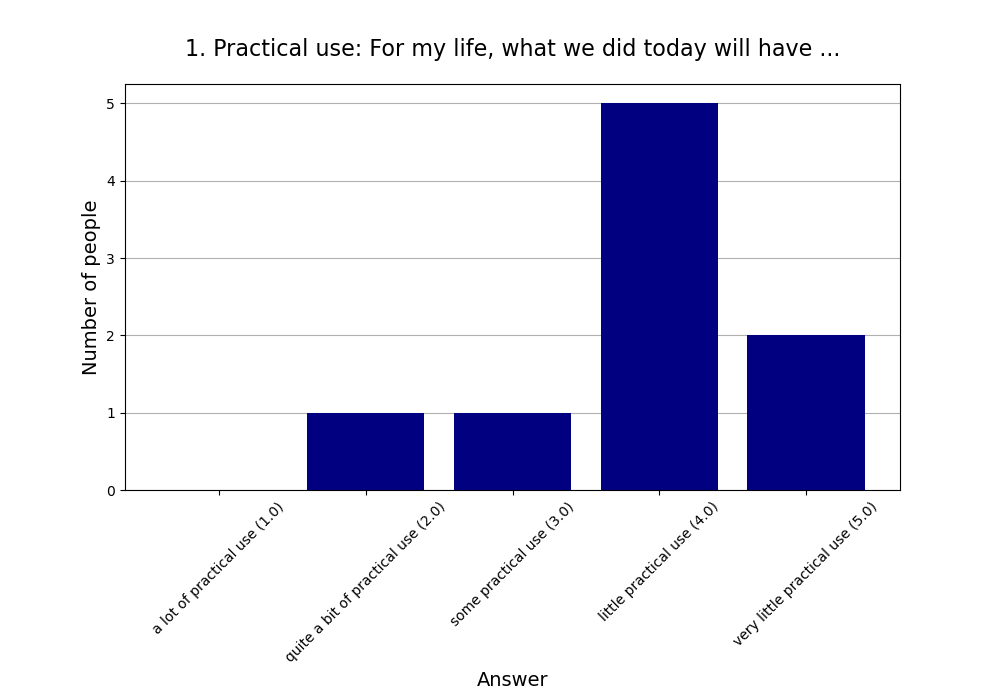 1. Practical use: For my life, what we did today will have ...
5
4
3
2
1
0
Number of people
a lot of practical use (1.0)
quite a bit of practical use (2.0)
some practical use (3.0)
little practical use (4.0)
very little practical use (5.0)
Answer